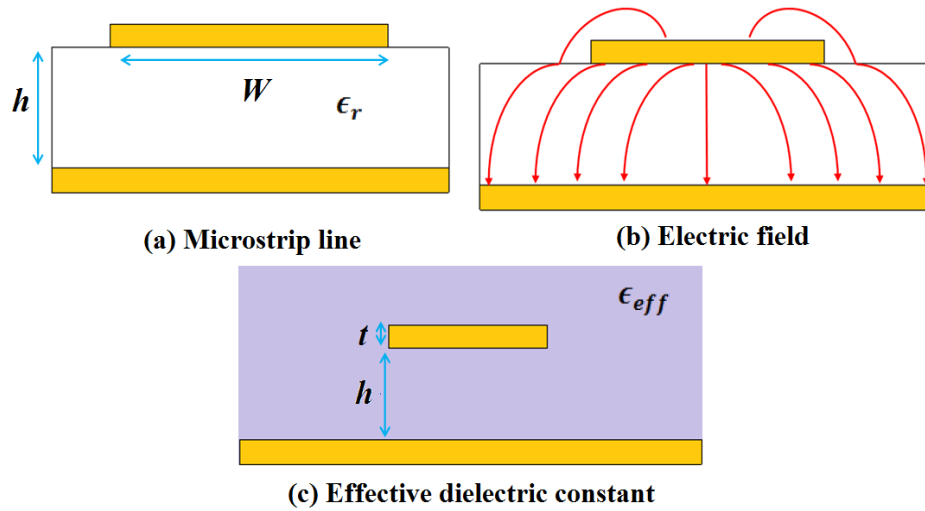 h
W
ϵr
(a) Microstrip line
(b) Electric field
ϵeff
t
h
(c) Effective dielectric constant